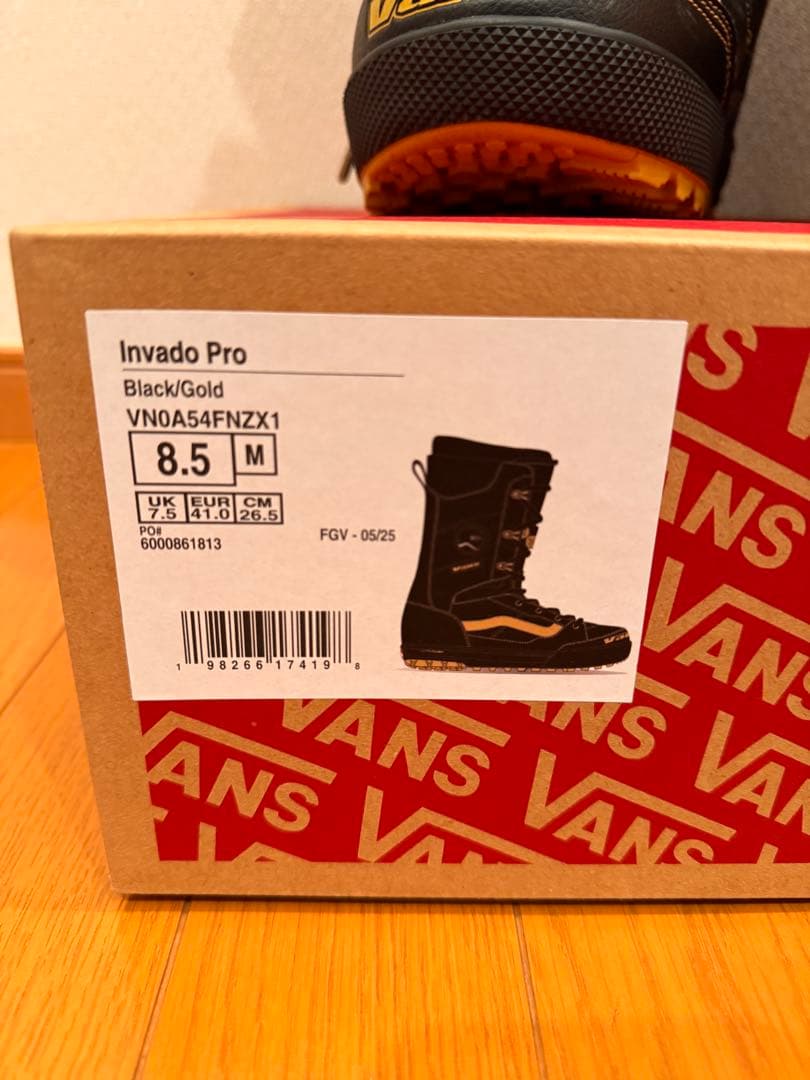 VANS
Invado Pro
Black/Gold
VN0A54FNZX1
8.5 M
UK EUR CM
7.5 41.0 26.5
PO#
6000861813
FGV - 05/25
1 98266 17419 8
VANS
VANS
VANS
VANS
VANS